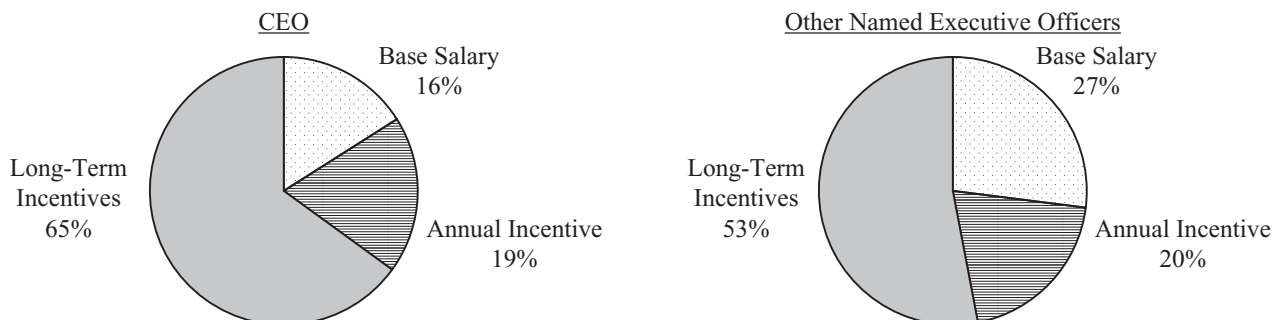 CEO
Base Salary
16%
Long-Term
Incentives
65%
Annual Incentive
19%
Other Named Executive Officers
Base Salary
27%
Long-Term
Incentives
53%
Annual Incentive
20%